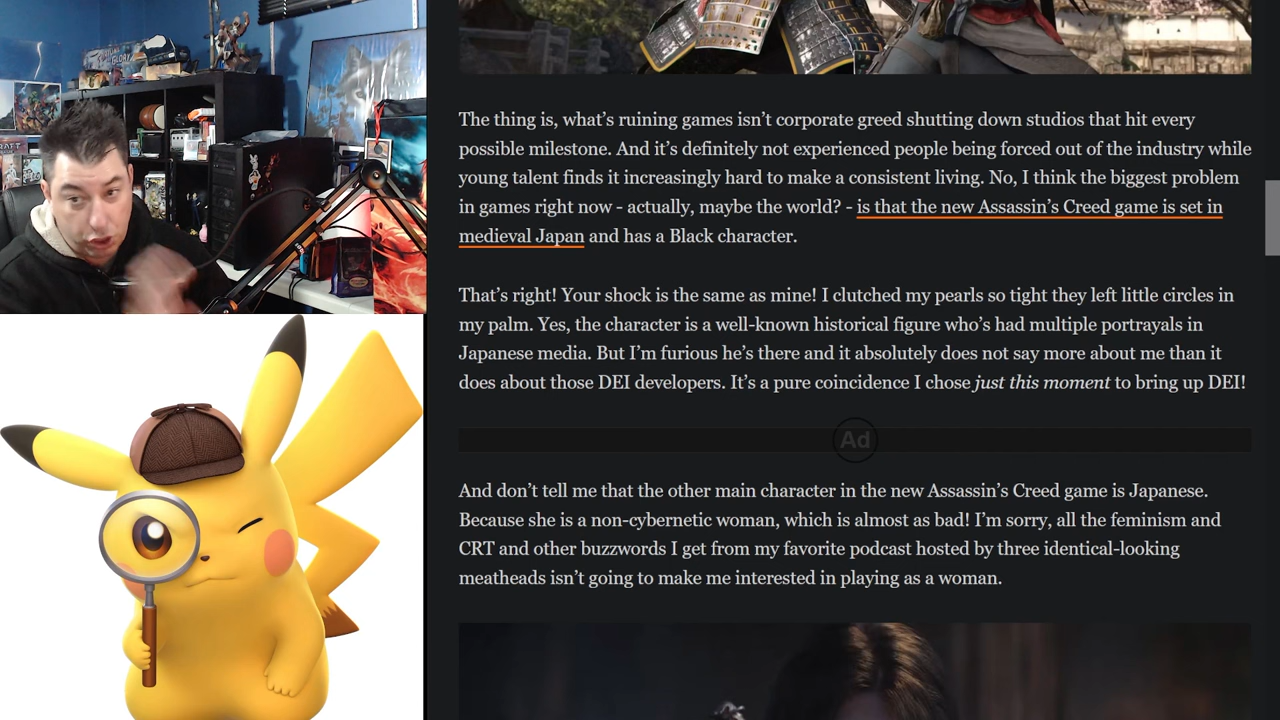 The thing is, what’s ruining games isn’t corporate greed shutting down studios that hit every
possible milestone. And it’s definitely not experienced people being forced out of the industry while
young talent finds it increasingly hard to make a consistent living. No, I think the biggest problem
in games right now - actually, maybe the world? - is that the new Assassin’s Creed game is set in
medieval Japan and has a Black character.
That’s right! Your shock is the same as mine! I clutched my pearls so tight they left little circles in
my palm. Yes, the character is a well-known historical figure who’s had multiple portrayals in
Japanese media. But I’m furious he’s there and it absolutely does not say more about me than it
does about those DEI developers. It’s a pure coincidence I chose just this moment to bring up DEI!
Ad
And don’t tell me that the other main character in the new Assassin’s Creed game is Japanese.
Because she is a non-cybernetic woman, which is almost as bad! I’m sorry, all the feminism and
CRT and other buzzwords I get from my favorite podcast hosted by three identical-looking
meatheads isn’t going to make me interested in playing as a woman.